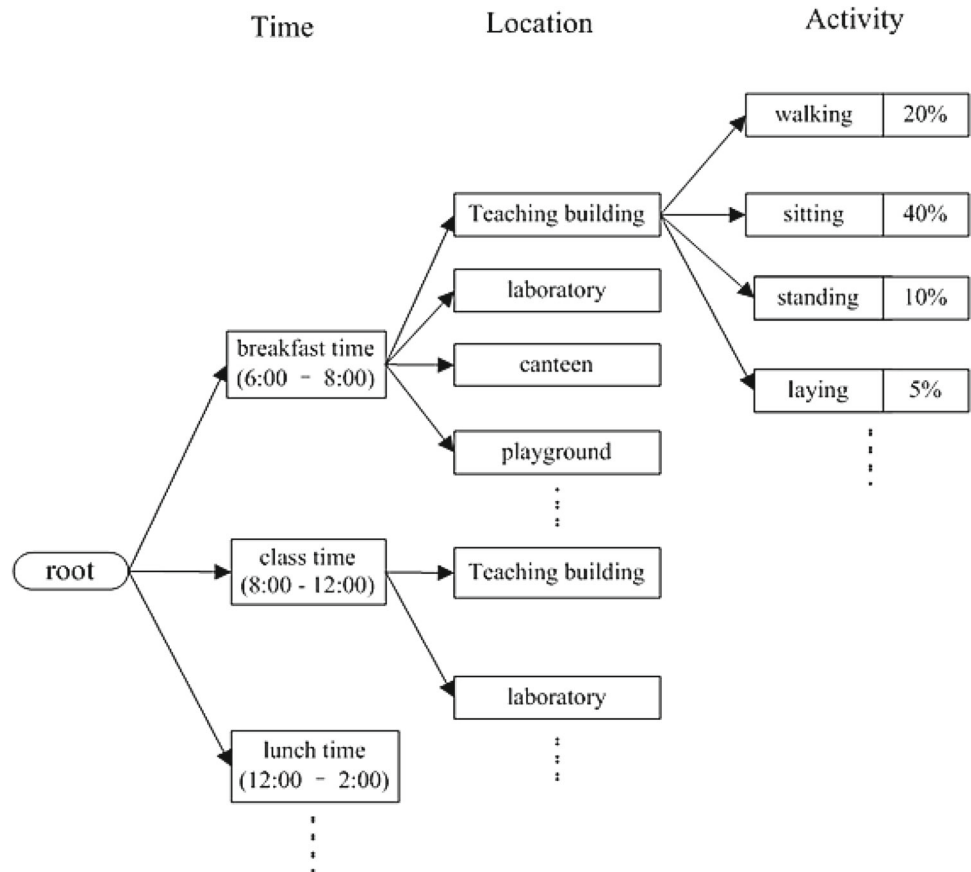 Time
Location
Activity
walking 20%
Teaching building
sitting 40%
laboratory
standing 10%
breakfast time
(6:00 - 8:00)
canteen
laying 5%
playground
root
class time
(8:00 - 12:00)
Teaching building
laboratory
lunch time
(12:00 - 2:00)